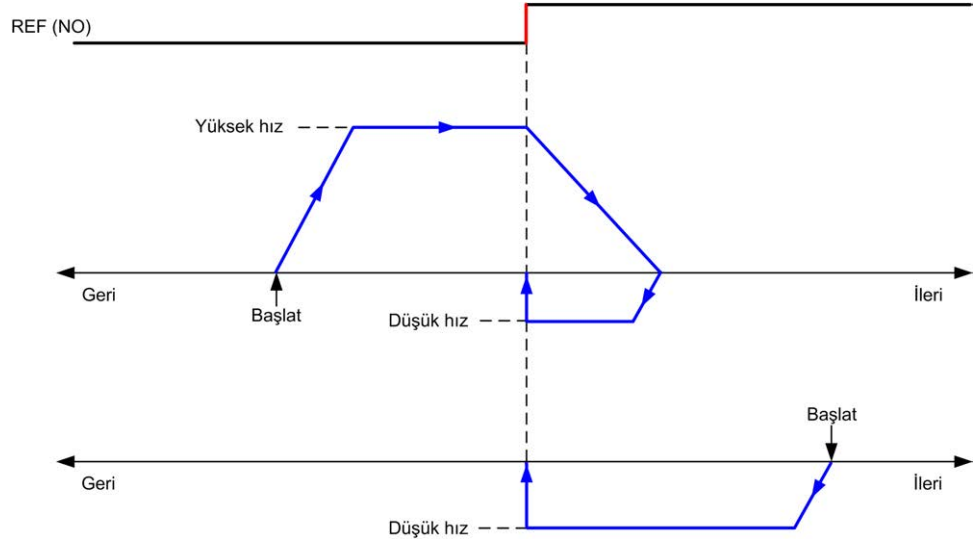 REF (NO)
Yüksek hız
Geri
İleri
Başlat
Düşük hız
Başlat
Geri
İleri
Düşük hız